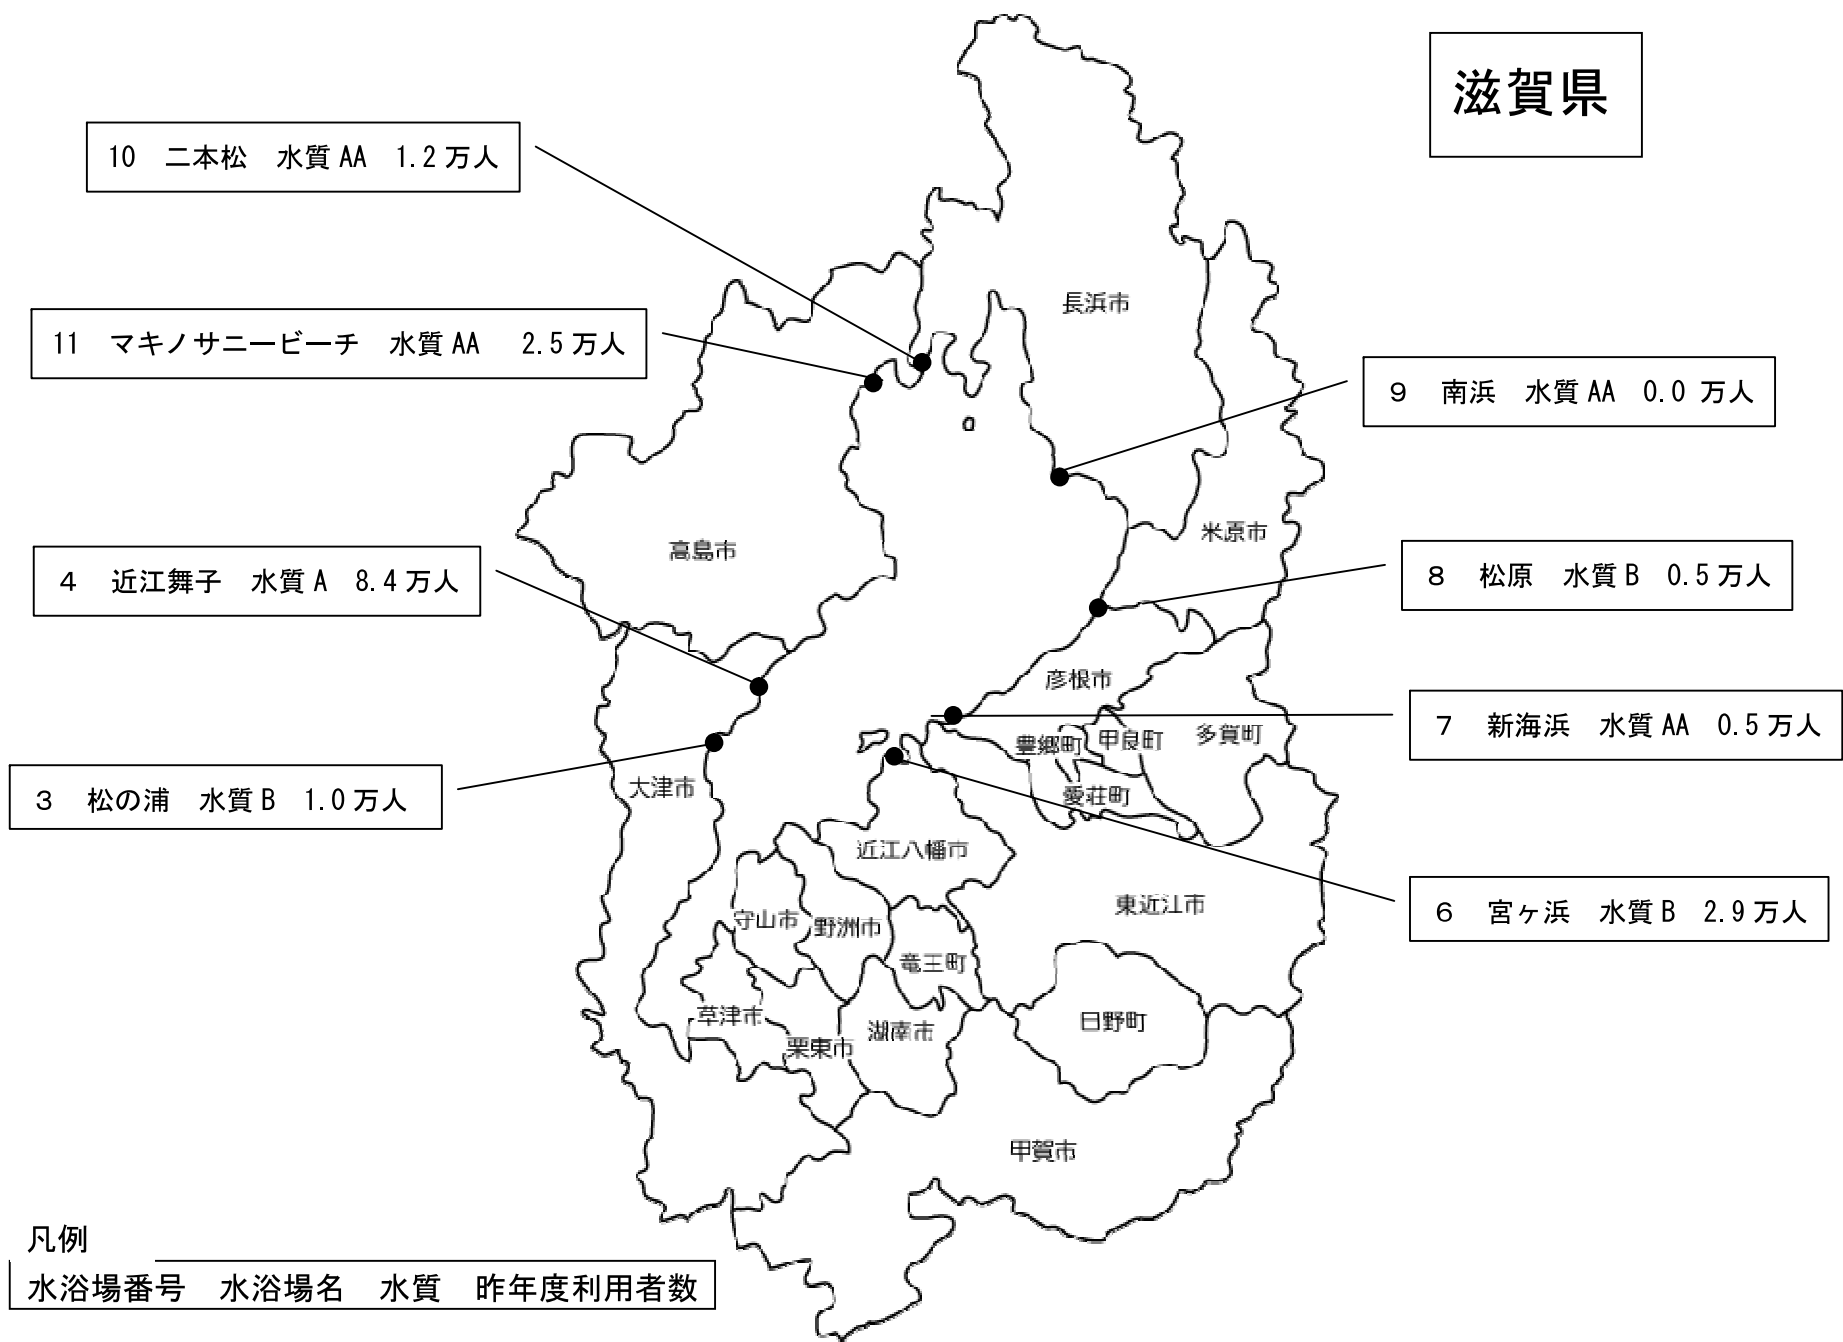 滋賀県
10 二本松 水質 AA 1.2 万人
11 マキノサニービーチ 水質 AA 2.5 万人
長浜市
9 南浜 水質 AA 0.0 万人
米原市
高島市
4 近江舞子 水質 A 8.4 万人
8 松原 水質 B 0.5 万人
彦根市
7 新海浜 水質 AA 0.5 万人
豊郷町
甲良町
多賀町
3 松の浦 水質 B 1.0 万人
大津市
愛荘町
近江八幡市
東近江市
6 宮ヶ浜 水質 B 2.9 万人
守山市
野洲市
竜王町
草津市
栗東市
湖南市
日野町
甲賀市
凡例
水浴場番号 水浴場名 水質 昨年度利用者数